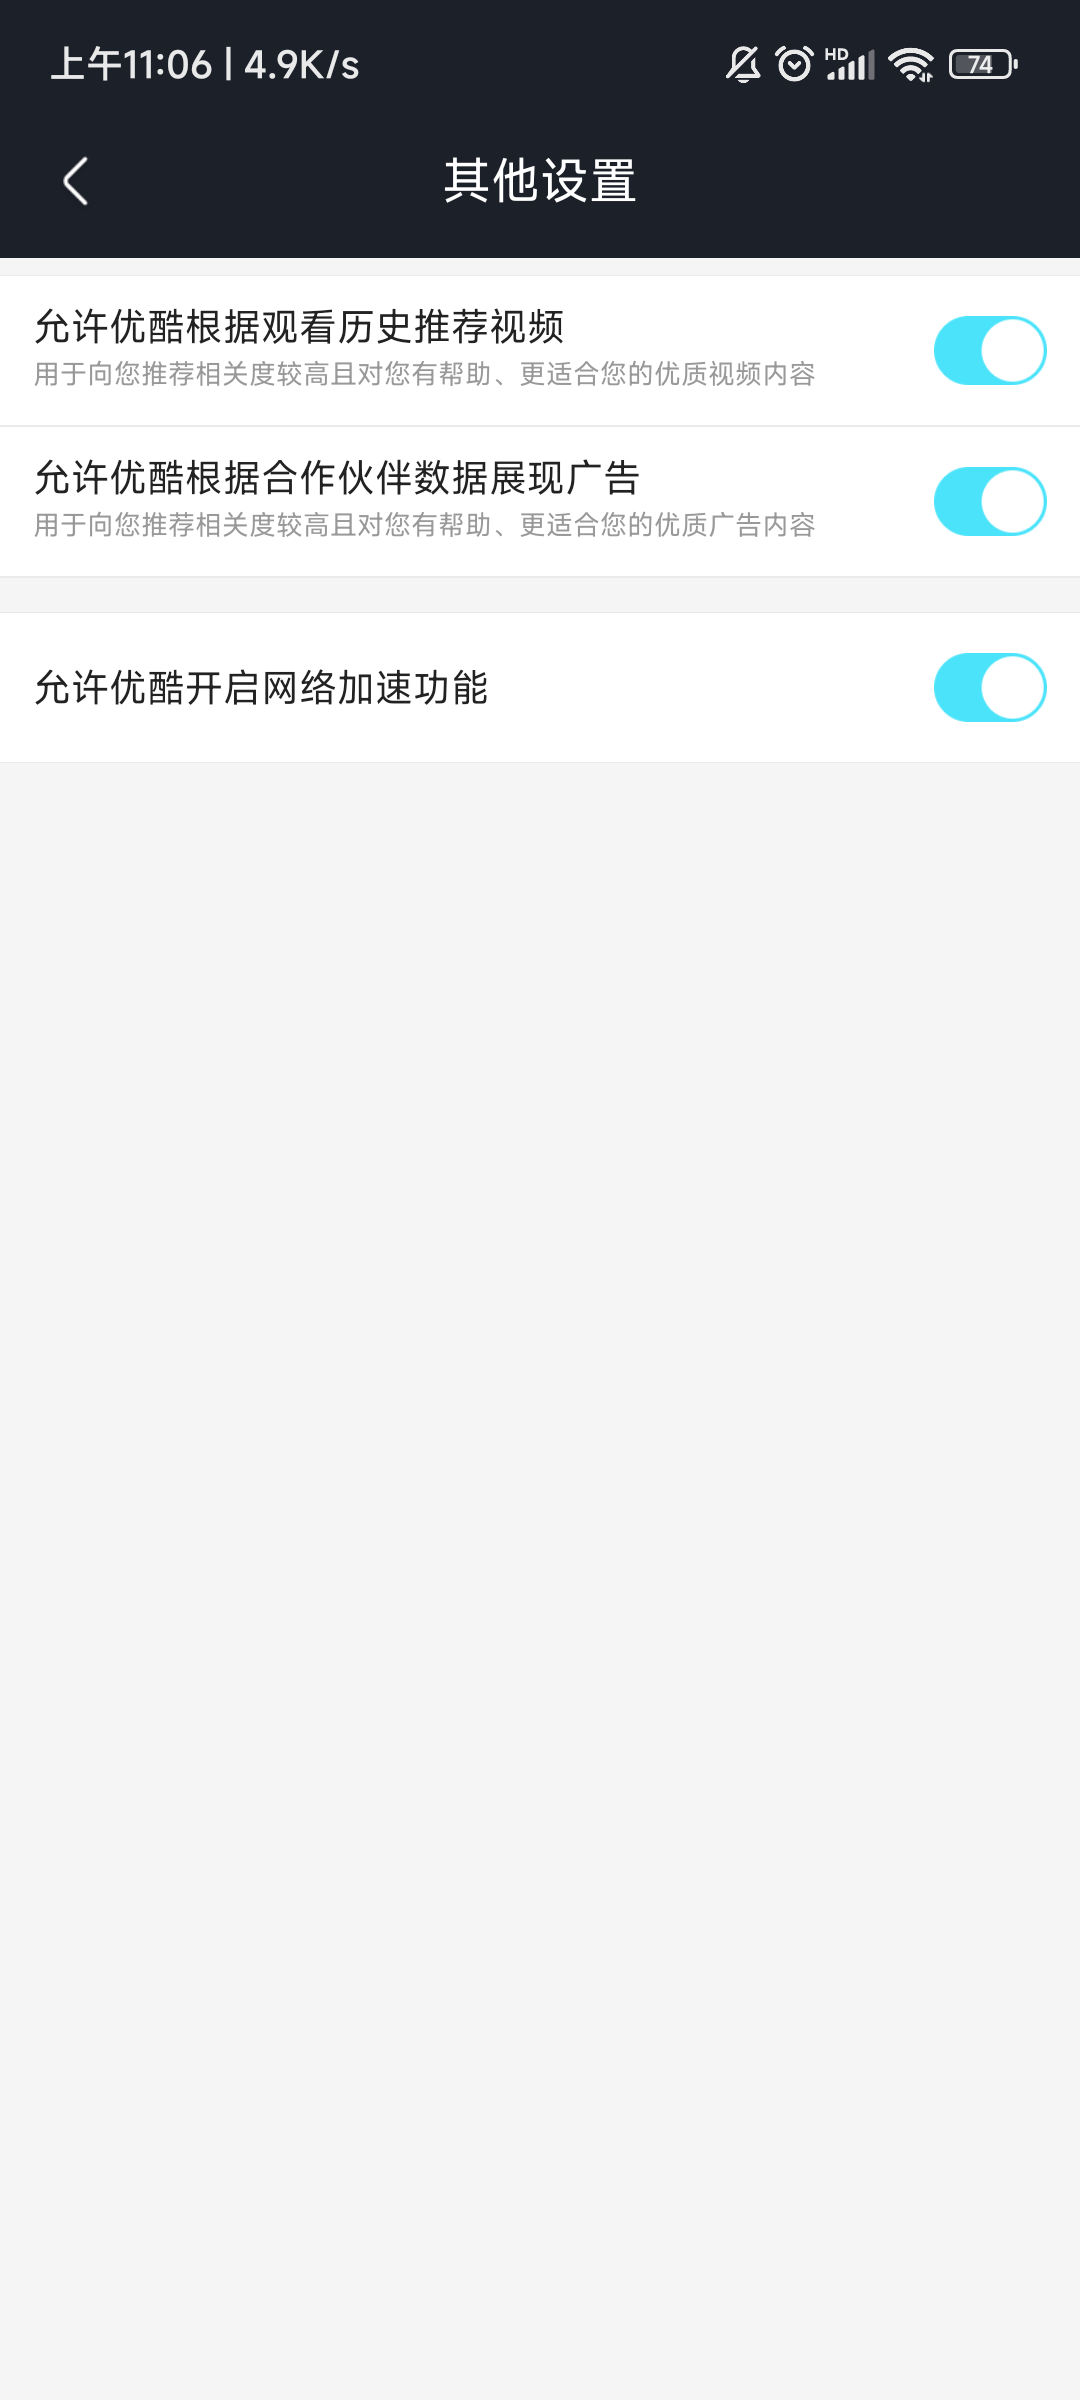 上午11:06 | 4.9K/s
HD
74
其他设置
允许优酷根据观看历史推荐视频
用于向您推荐相关度较高且对您有帮助、更适合您的优质视频内容
允许优酷根据合作伙伴数据展现广告
用于向您推荐相关度较高且对您有帮助、更适合您的优质广告内容
允许优酷开启网络加速功能